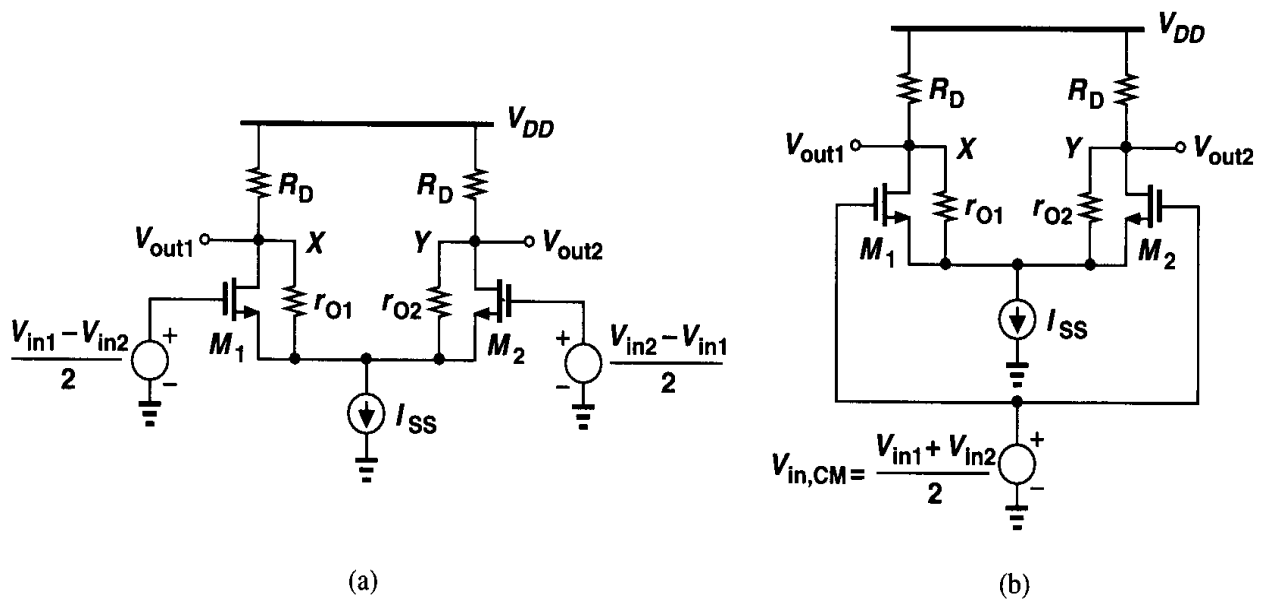 V_DD
R_D
R_D
V_out1
X
Y
V_out2
r_O1
r_O2
M_1
M_2
V_in1 − V_in2
2
+
−
+
−
V_in2 − V_in1
2
I_SS
(a)
V_DD
R_D
R_D
V_out1
X
Y
V_out2
r_O1
r_O2
M_1
M_2
I_SS
V_in,CM = V_in1 + V_in2
2
+
−
(b)